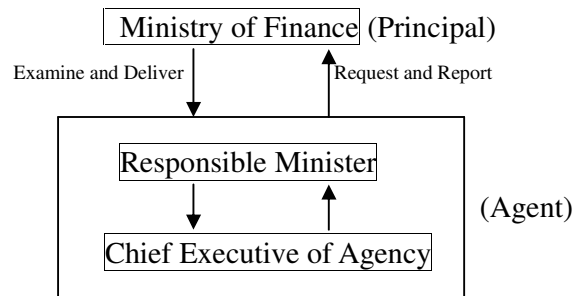 Ministry of Finance (Principal)
Examine and Deliver Request and Report
Responsible Minister
(Agent)
Chief Executive of Agency